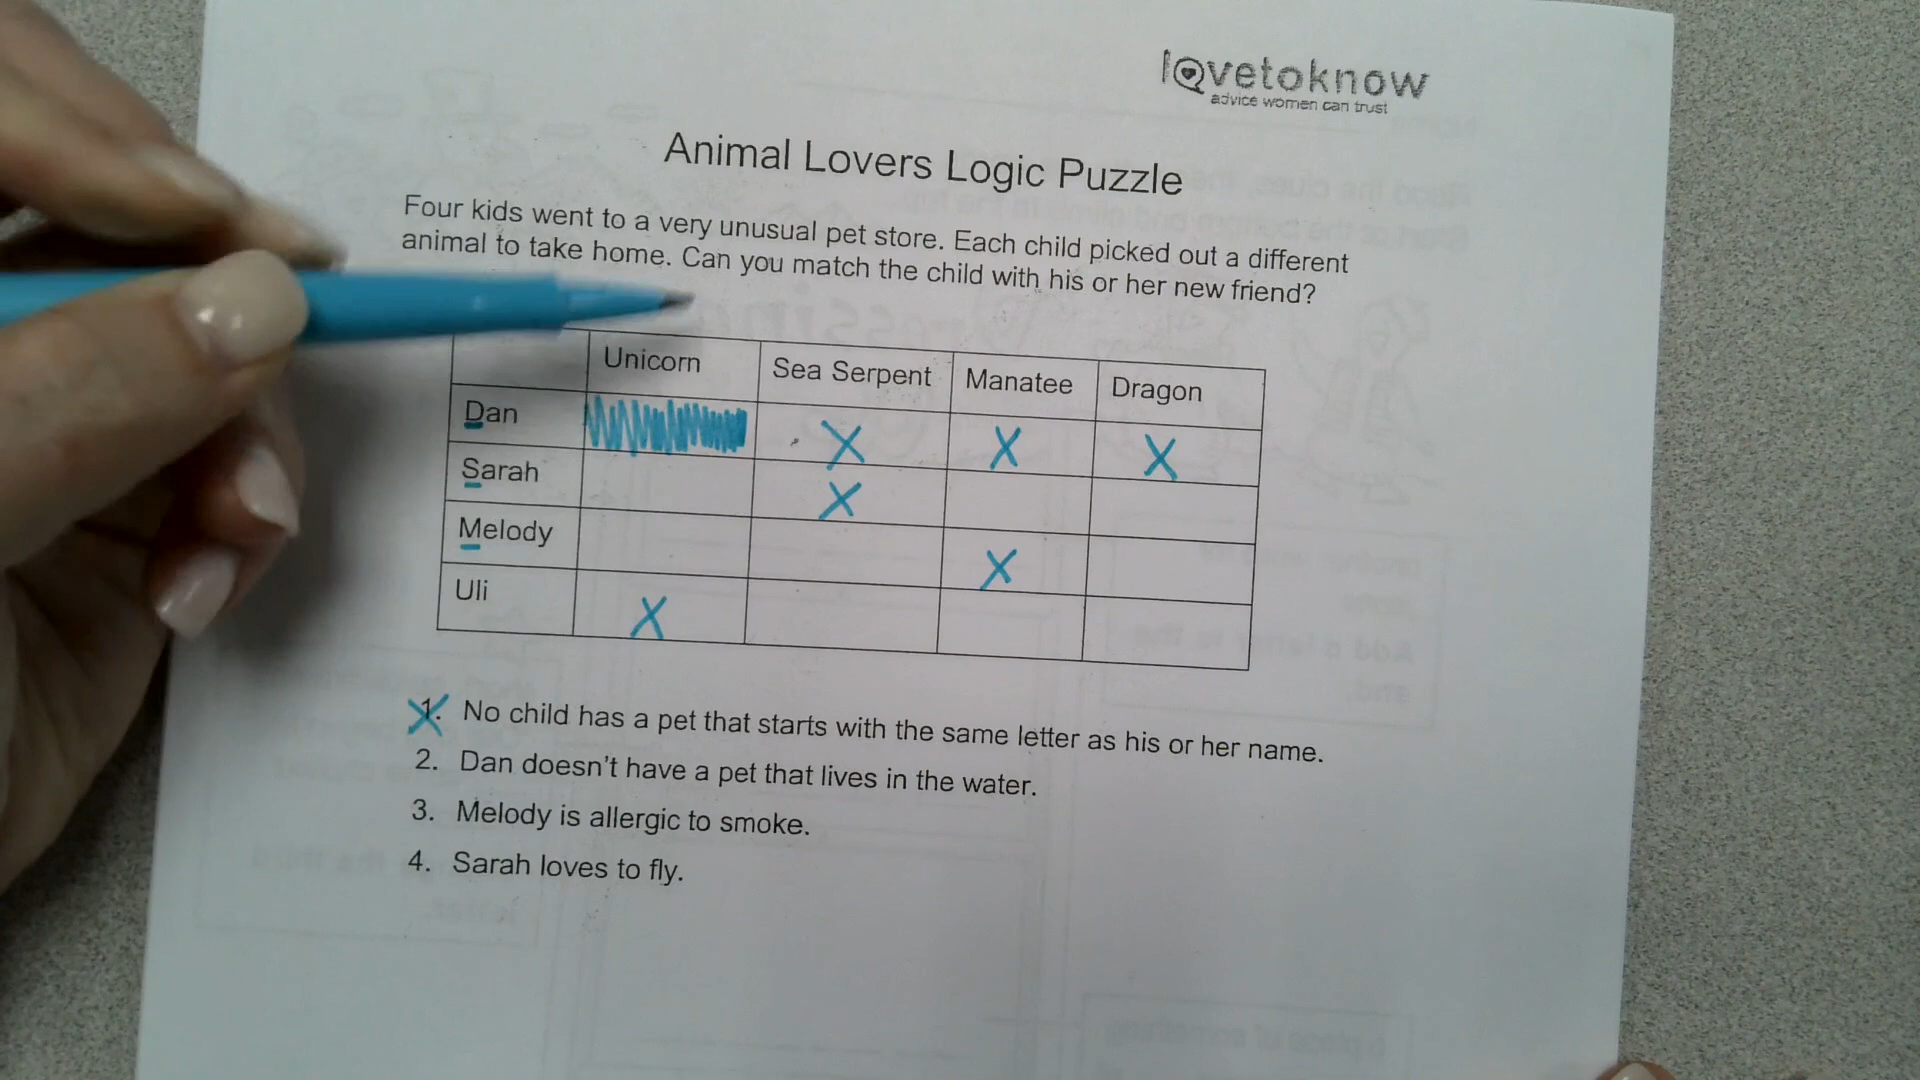 lovetoknow
advice women can trust
Animal Lovers Logic Puzzle
Four kids went to a very unusual pet store. Each child picked out a different
animal to take home. Can you match the child with his or her new friend?
Unicorn Sea Serpent Manatee Dragon
Dan X X X
Sarah X
Melody X
Uli X
1. No child has a pet that starts with the same letter as his or her name.
2. Dan doesn't have a pet that lives in the water.
3. Melody is allergic to smoke.
4. Sarah loves to fly.